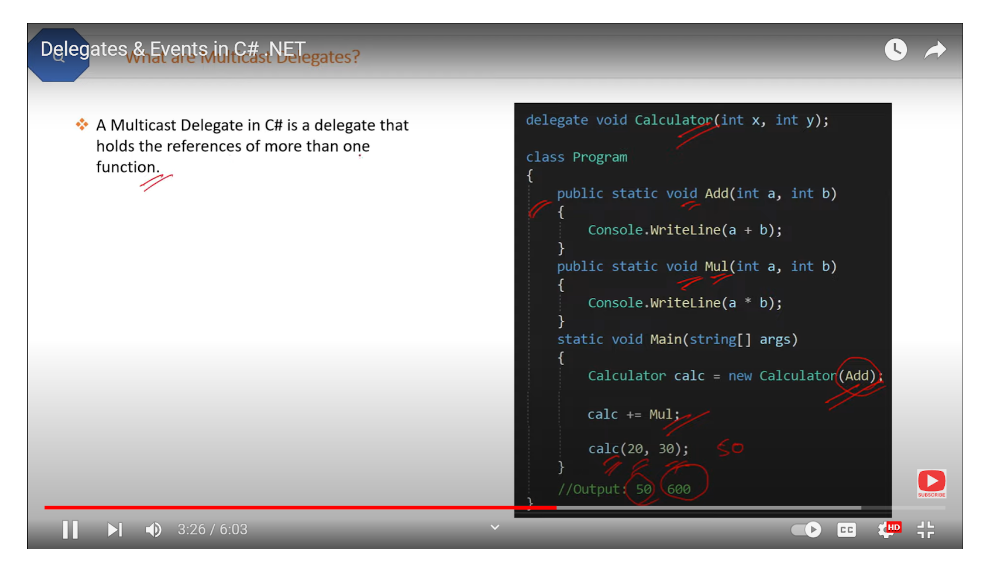 Delegates & Events in C# .NET
What are Multicast Delegates?
A Multicast Delegate in C# is a delegate that
holds the references of more than one
function.
delegate void Calculator(int x, int y);
class Program
{
public static void Add(int a, int b)
{
Console.WriteLine(a + b);
}
public static void Mul(int a, int b)
{
Console.WriteLine(a * b);
}
static void Main(string[] args)
{
Calculator calc = new Calculator(Add);
calc += Mul;
calc(20, 30); 50
}
//Output: 50 600
}
SUBSCRIBE
3:26 / 6:03
CC
HD